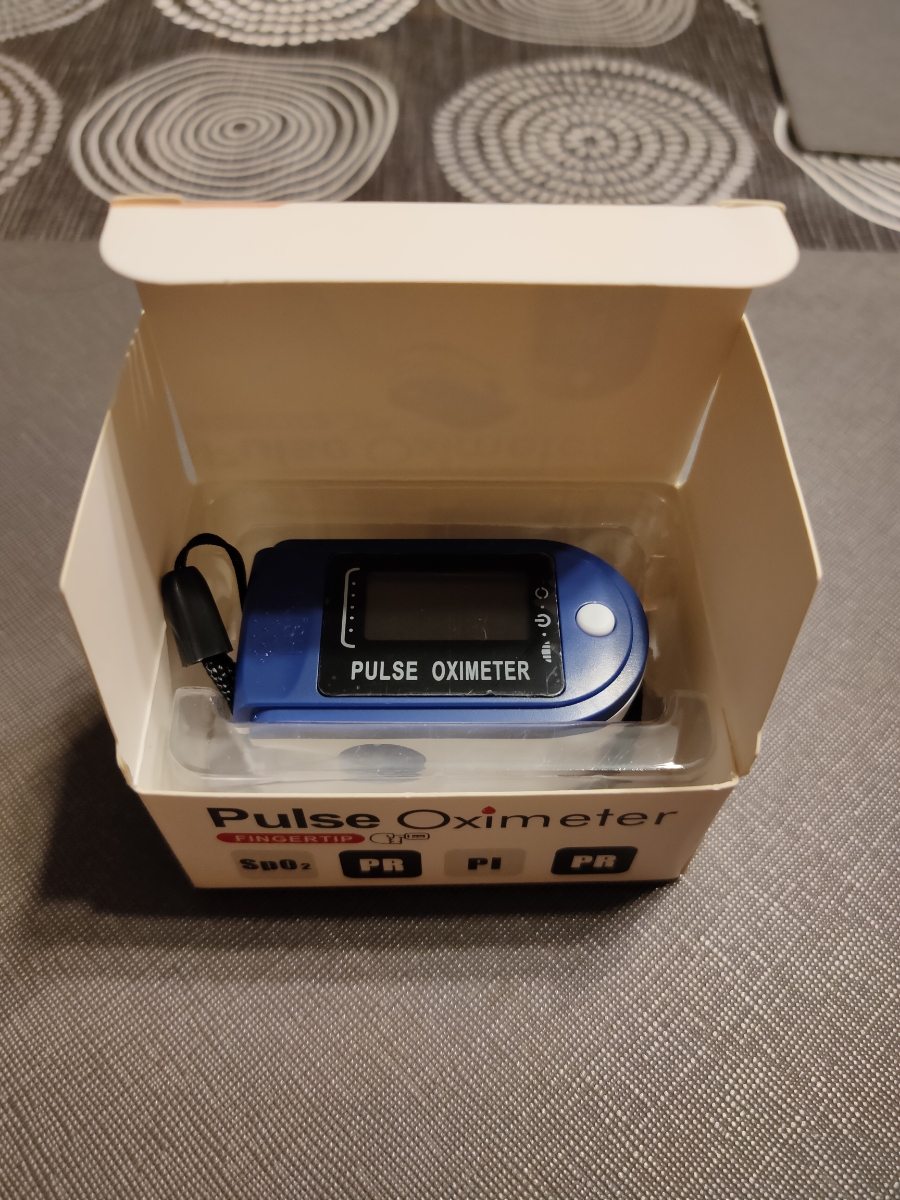 PULSE OXIMETER
Pulse Oximeter
FINGERTIP
SpO₂ PR PI PR